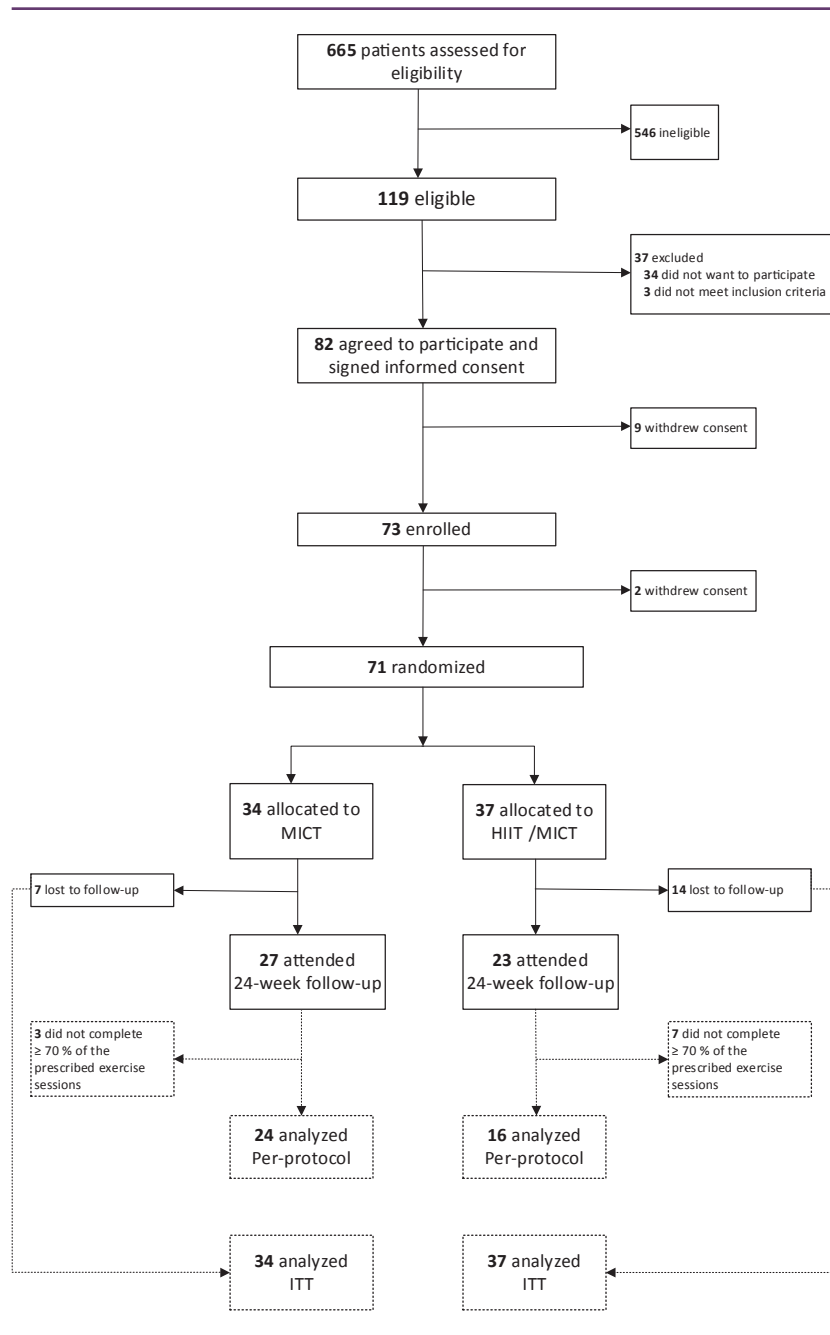 665 patients assessed for
eligibility
546 ineligible
119 eligible
37 excluded
34 did not want to participate
3 did not meet inclusion criteria
82 agreed to participate and
signed informed consent
9 withdrew consent
73 enrolled
2 withdrew consent
71 randomized
34 allocated to
MICT
37 allocated to
HIIT /MICT
7 lost to follow-up
14 lost to follow-up
27 attended
24-week follow-up
23 attended
24-week follow-up
3 did not complete
≥ 70 % of the
prescribed exercise
sessions
7 did not complete
≥ 70 % of the
prescribed exercise
sessions
24 analyzed
Per-protocol
16 analyzed
Per-protocol
34 analyzed
ITT
37 analyzed
ITT